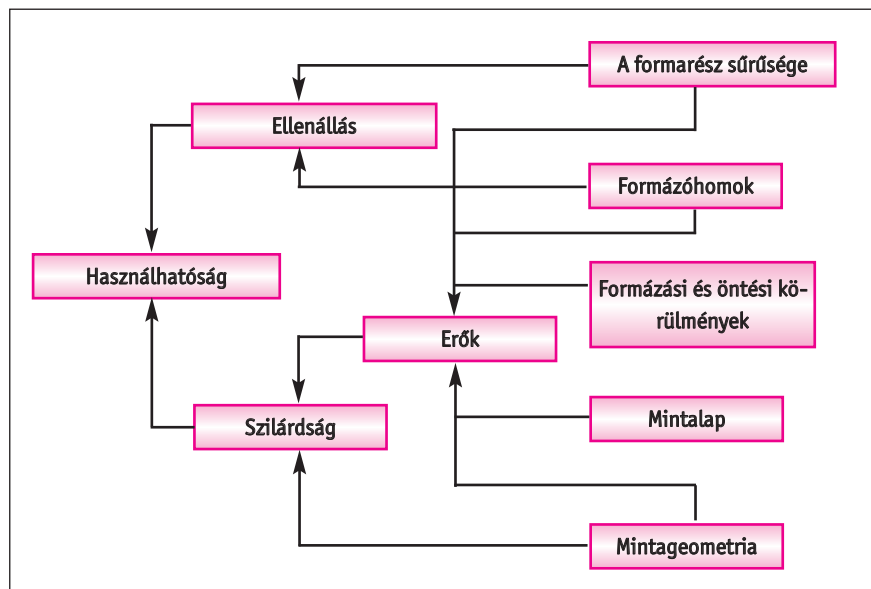 A formarész sűrűsége
Ellenállás
Formázóhomok
Használhatóság
Formázási és öntési kö-
rülmények
Erők
Mintalap
Szilárdság
Mintageometria